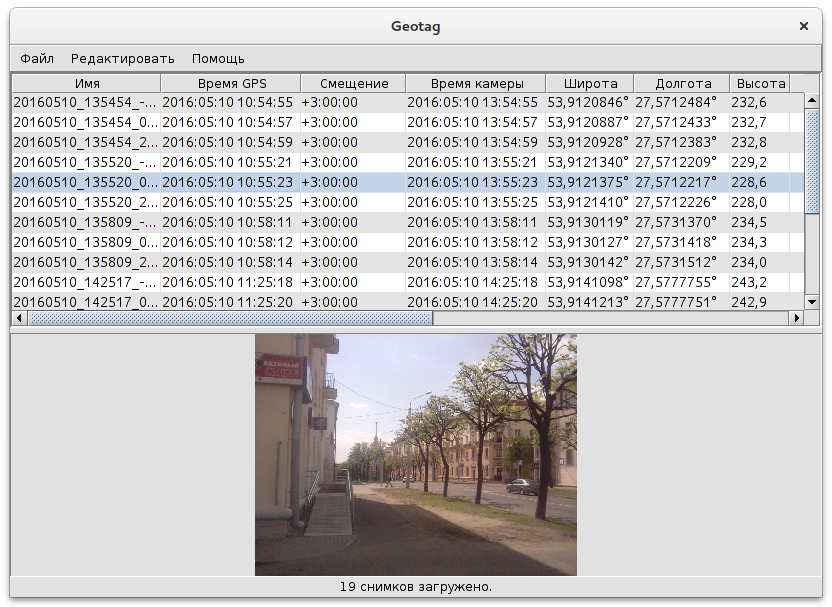 Geotag
Файл Редактировать Помощь
Имя Время GPS Смещение Время камеры Широта Долгота Высота
20160510_135454_-... 2016:05:10 10:54:55 +3:00:00 2016:05:10 13:54:55 53,9120846° 27,5712484° 232,6
20160510_135454_0... 2016:05:10 10:54:57 +3:00:00 2016:05:10 13:54:57 53,9120887° 27,5712433° 232,7
20160510_135454_2... 2016:05:10 10:54:59 +3:00:00 2016:05:10 13:54:59 53,9120928° 27,5712383° 232,8
20160510_135520_-... 2016:05:10 10:55:21 +3:00:00 2016:05:10 13:55:21 53,9121340° 27,5712209° 229,2
20160510_135520_0... 2016:05:10 10:55:23 +3:00:00 2016:05:10 13:55:23 53,9121375° 27,5712217° 228,6
20160510_135520_2... 2016:05:10 10:55:25 +3:00:00 2016:05:10 13:55:25 53,9121410° 27,5712226° 228,0
20160510_135809_-... 2016:05:10 10:58:11 +3:00:00 2016:05:10 13:58:11 53,9130119° 27,5731370° 234,5
20160510_135809_0... 2016:05:10 10:58:12 +3:00:00 2016:05:10 13:58:12 53,9130127° 27,5731418° 234,3
20160510_135809_2... 2016:05:10 10:58:14 +3:00:00 2016:05:10 13:58:14 53,9130142° 27,5731512° 234,0
20160510_142517_-... 2016:05:10 11:25:18 +3:00:00 2016:05:10 14:25:18 53,9141098° 27,5777755° 243,2
20160510_142517_0... 2016:05:10 11:25:20 +3:00:00 2016:05:10 14:25:20 53,9141213° 27,5777751° 242,9
19 снимков загружено.